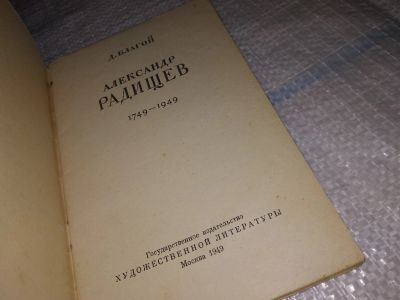 Д. БЛАГОЙ
АЛЕКСАНДР
РАДИЩЕВ
1749—1949
Государственное издательство
ХУДОЖЕСТВЕННОЙ ЛИТЕРАТУРЫ
Москва 1949